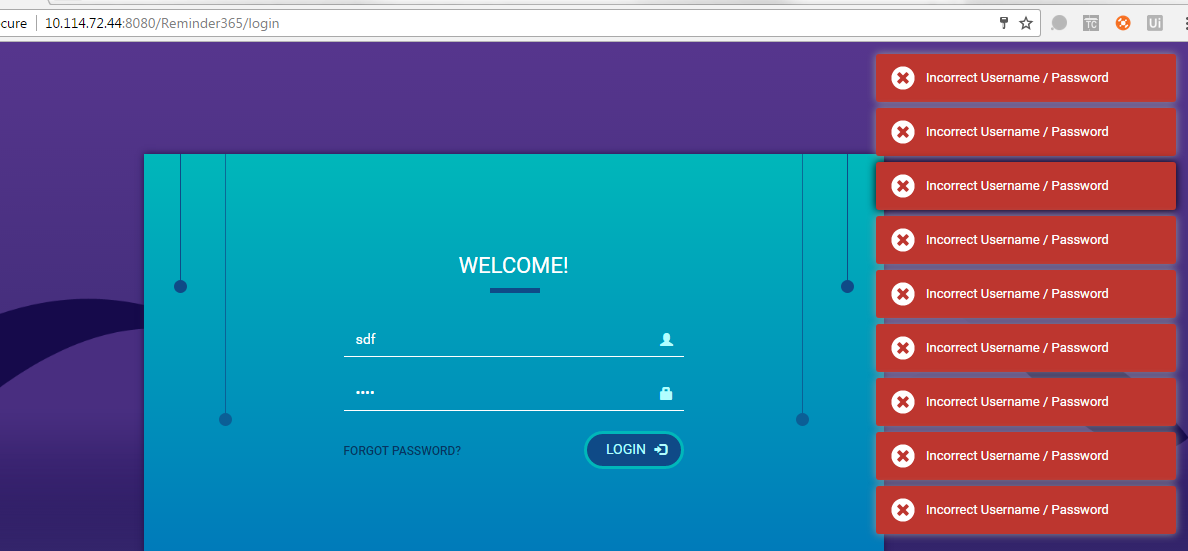 ecure
10.114.72.44:8080/Reminder365/login
TC
Ui
Incorrect Username / Password
Incorrect Username / Password
Incorrect Username / Password
Incorrect Username / Password
Incorrect Username / Password
Incorrect Username / Password
Incorrect Username / Password
Incorrect Username / Password
Incorrect Username / Password
WELCOME!
sdf
••••
FORGOT PASSWORD?
LOGIN